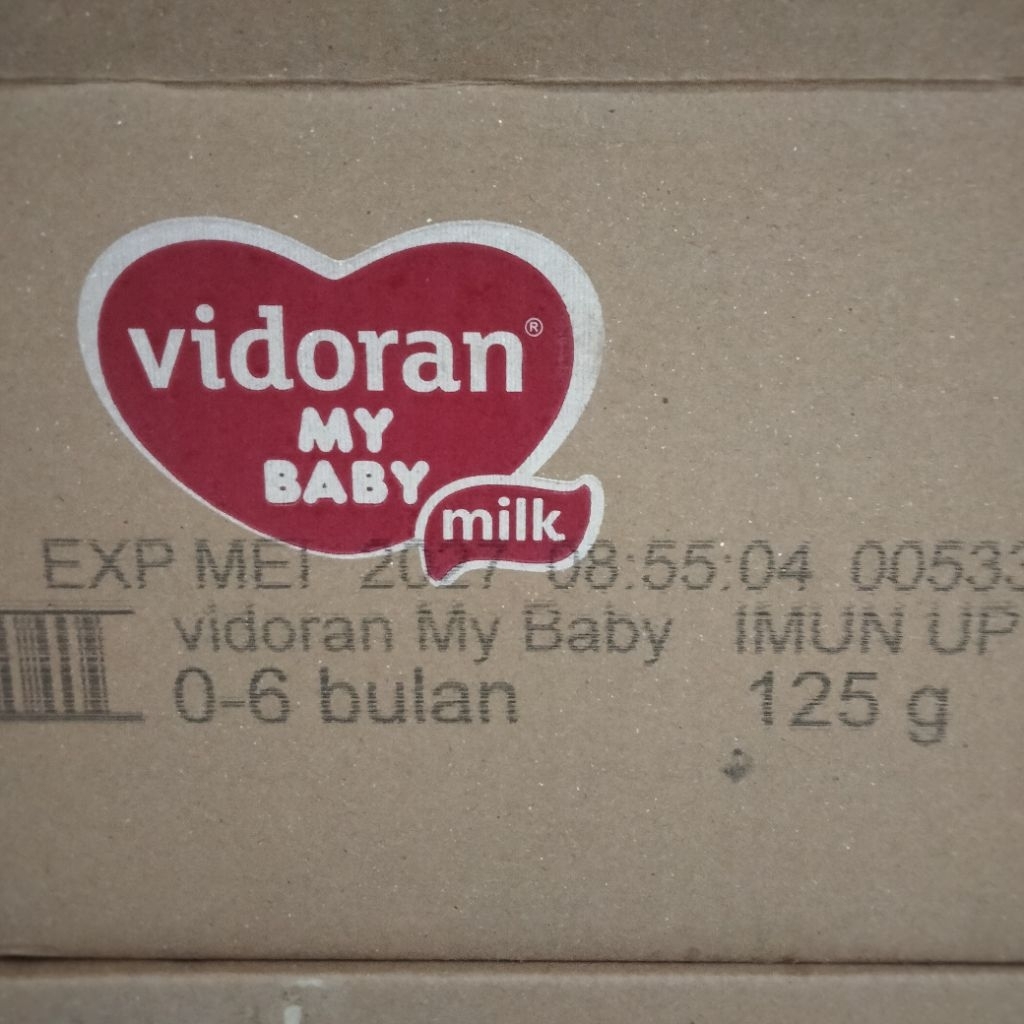 vidoran®
MY
BABY
milk
EXP MEI 2027 08:55:04 00533
vidoran My Baby IMUN UP
0-6 bulan 125 g